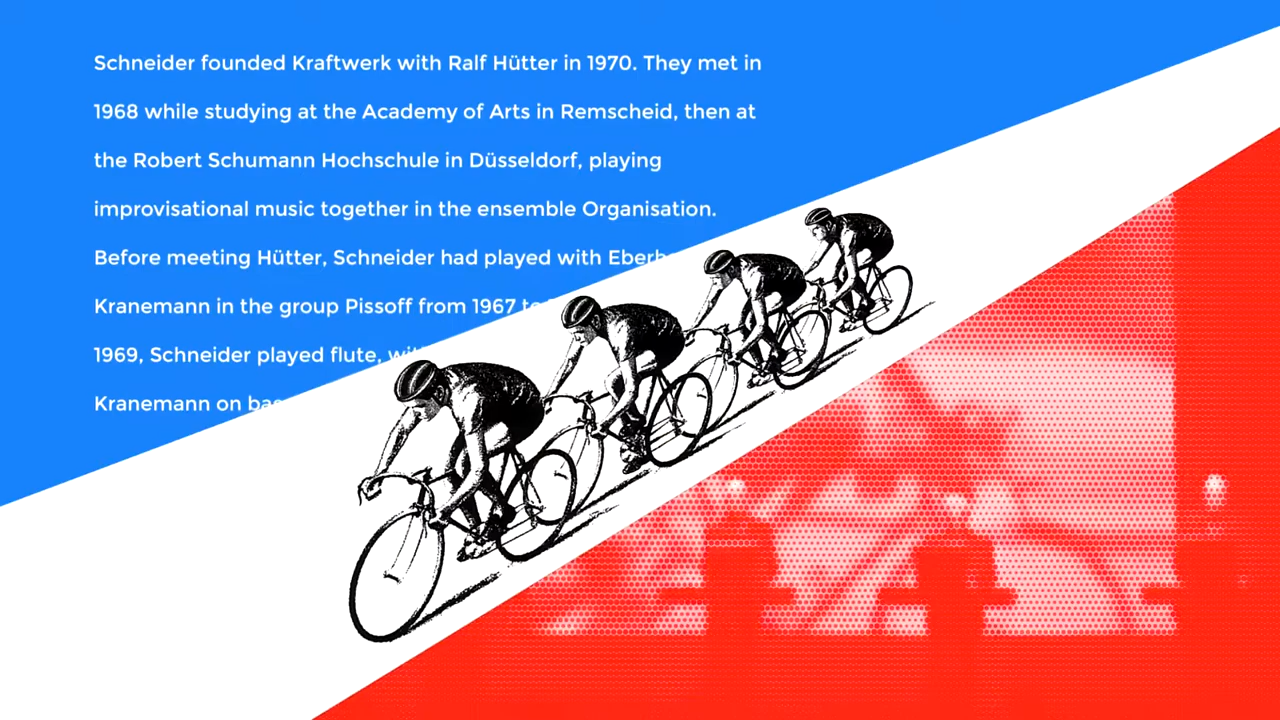 Schneider founded Kraftwerk with Ralf Hütter in 1970. They met in
1968 while studying at the Academy of Arts in Remscheid, then at
the Robert Schumann Hochschule in Düsseldorf, playing
improvisational music together in the ensemble Organisation.
Before meeting Hütter, Schneider had played with
Kranemann in the group Pissoff from 1967 to
1969, Schneider played flute,
Kranemann on